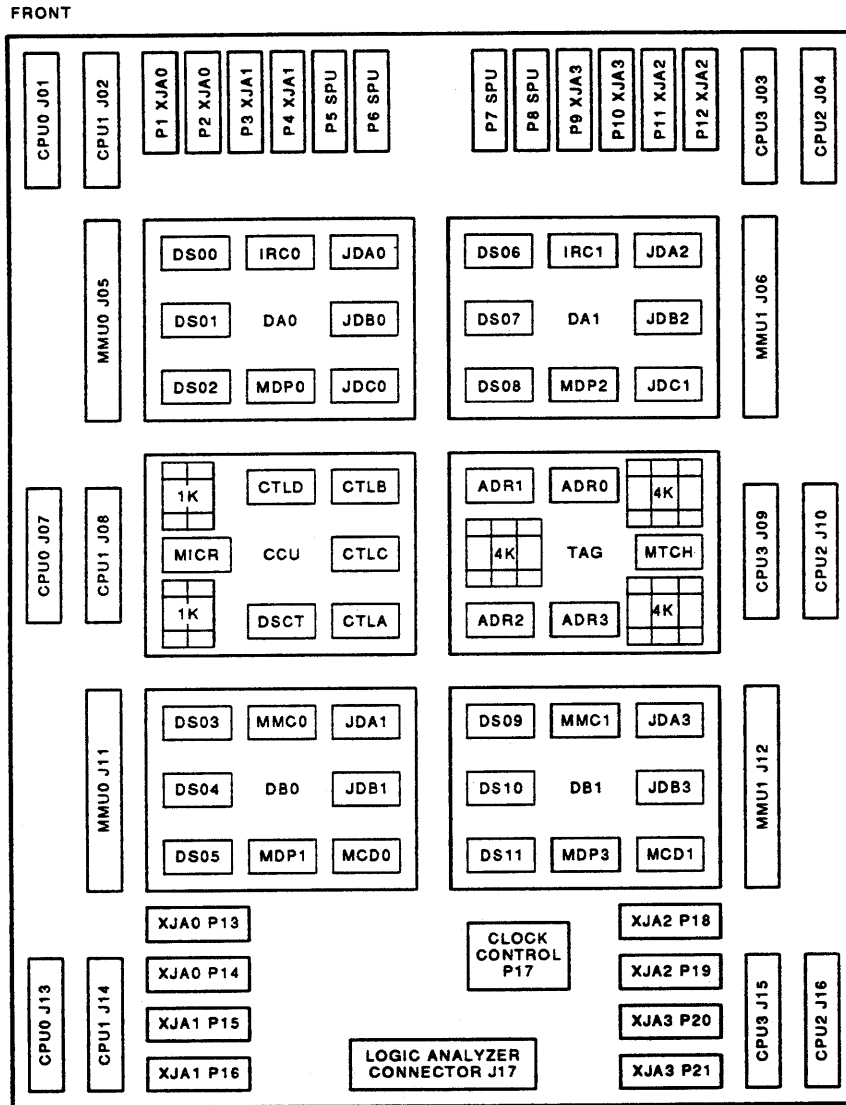 FRONT
CPU0 J01
CPU1 J02
P1 XJA0
P2 XJA0
P3 XJA1
P4 XJA1
P5 SPU
P6 SPU
P7 SPU
P8 SPU
P9 XJA3
P10 XJA3
P11 XJA2
P12 XJA2
CPU3 J03
CPU2 J04
MMU0 J05
DS00 IRC0 JDA0
DS01 DA0 JDB0
DS02 MDP0 JDC0
DS06 IRC1 JDA2
DS07 DA1 JDB2
DS08 MDP2 JDC1
MMU1 J06
CPU0 J07
CPU1 J08
1K CTLD CTLB
MICR CCU CTLC
1K DSCT CTLA
ADR1 ADR0 4K
4K TAG MTCH
ADR2 ADR3 4K
CPU3 J09
CPU2 J10
MMU0 J11
DS03 MMC0 JDA1
DS04 DB0 JDB1
DS05 MDP1 MCD0
DS09 MMC1 JDA3
DS10 DB1 JDB3
DS11 MDP3 MCD1
MMU1 J12
CPU0 J13
CPU1 J14
XJA0 P13
XJA0 P14
XJA1 P15
XJA1 P16
CLOCK
CONTROL
P17
LOGIC ANALYZER
CONNECTOR J17
XJA2 P18
XJA2 P19
XJA3 P20
XJA3 P21
CPU3 J15
CPU2 J16